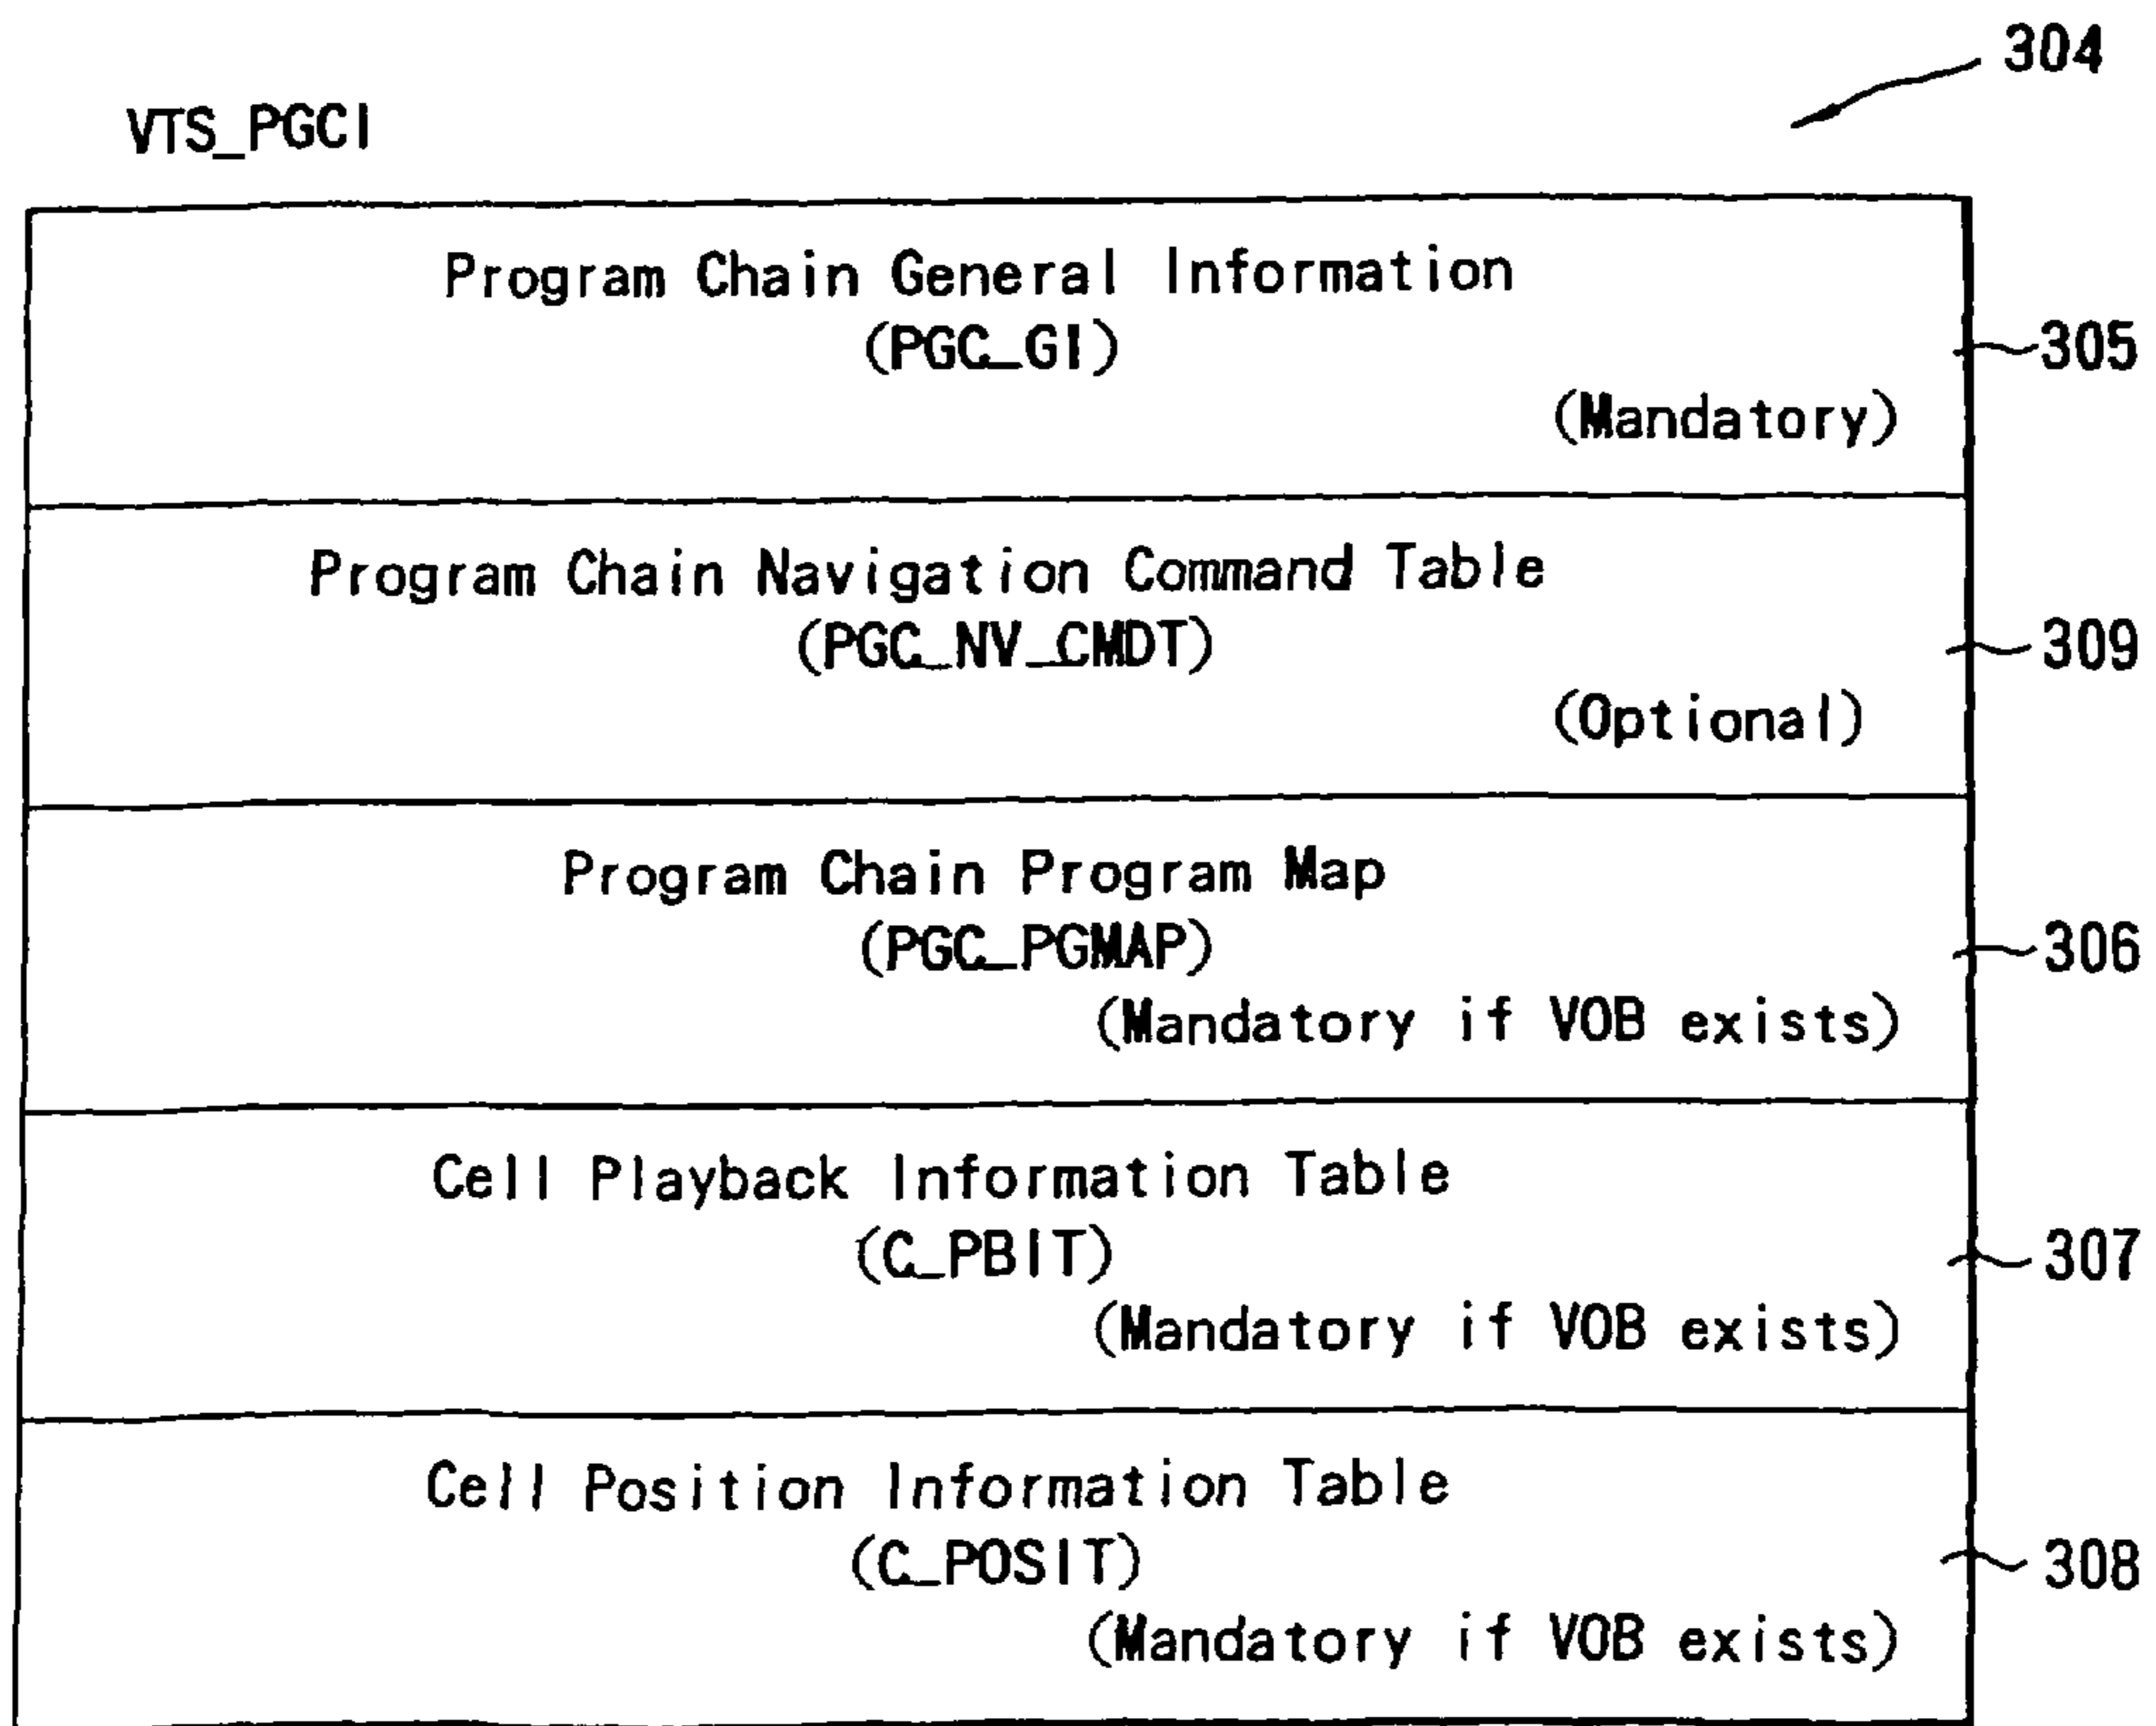 304
VTS_PGCI
Program Chain General Information
(PGC_GI)
305
(Mandatory)
Program Chain Navigation Command Table
(PGC_NV_CMDT)
309
(Optional)
Program Chain Program Map
(PGC_PGMAP)
306
(Mandatory if VOB exists)
Cell Playback Information Table
(C_PBIT)
307
(Mandatory if VOB exists)
Cell Position Information Table
(C_POSIT)
308
(Mandatory if VOB exists)